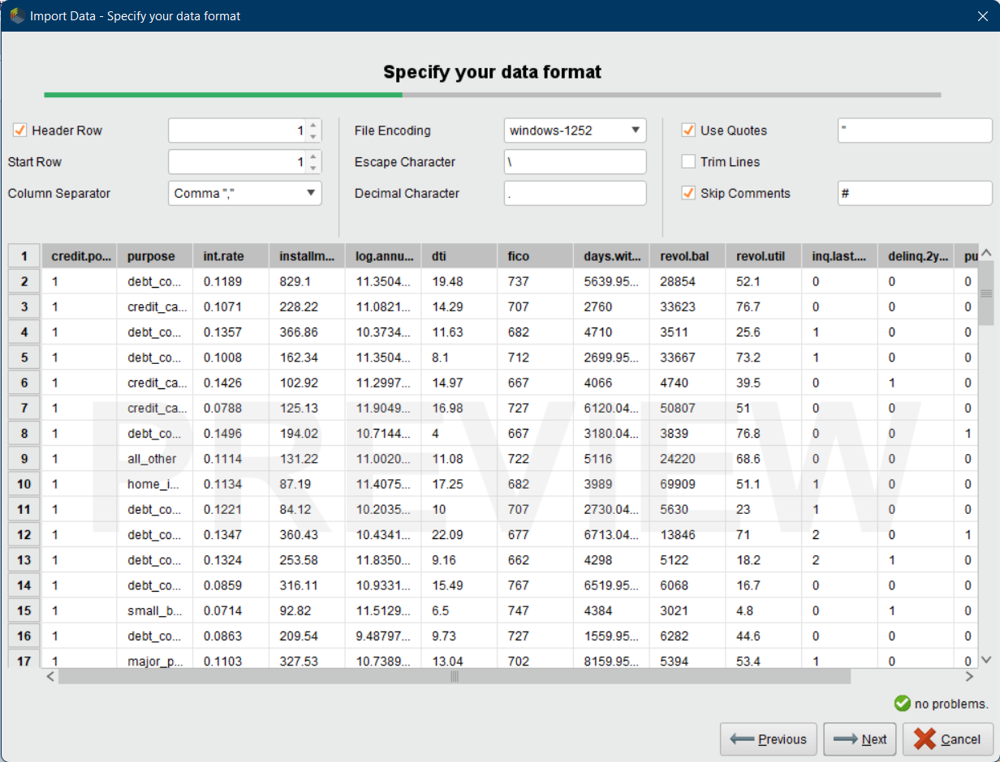 Import Data - Specify your data format
Specify your data format
Header Row 1 File Encoding windows-1252 Use Quotes "
Start Row 1 Escape Character \ Trim Lines
Column Separator Comma "," Decimal Character . Skip Comments #
1 credit.po... purpose int.rate installm... log.annu... dti fico days.wit... revol.bal revol.util inq.last.... delinq.2y... pu
2 1 debt_co... 0.1189 829.1 11.3504... 19.48 737 5639.95... 28854 52.1 0 0 0
3 1 credit_ca... 0.1071 228.22 11.0821... 14.29 707 2760 33623 76.7 0 0 0
4 1 debt_co... 0.1357 366.86 10.3734... 11.63 682 4710 3511 25.6 1 0 0
5 1 debt_co... 0.1008 162.34 11.3504... 8.1 712 2699.95... 33667 73.2 1 0 0
6 1 credit_ca... 0.1426 102.92 11.2997... 14.97 667 4066 4740 39.5 0 1 0
7 1 credit_ca... 0.0788 125.13 11.9049... 16.98 727 6120.04... 50807 51 0 0 0
8 1 debt_co... 0.1496 194.02 10.7144... 4 667 3180.04... 3839 76.8 0 0 1
9 1 all_other 0.1114 131.22 11.0020... 11.08 722 5116 24220 68.6 0 0 0
PREVIEW
10 1 home_i... 0.1134 87.19 11.4075... 17.25 682 3989 69909 51.1 1 0 0
11 1 debt_co... 0.1221 84.12 10.2035... 10 707 2730.04... 5630 23 1 0 0
12 1 debt_co... 0.1347 360.43 10.4341... 22.09 677 6713.04... 13846 71 2 0 1
13 1 debt_co... 0.1324 253.58 11.8350... 9.16 662 4298 5122 18.2 2 1 0
14 1 debt_co... 0.0859 316.11 10.9331... 15.49 767 6519.95... 6068 16.7 0 0 0
15 1 small_b... 0.0714 92.82 11.5129... 6.5 747 4384 3021 4.8 0 1 0
16 1 debt_co... 0.0863 209.54 9.48797... 9.73 727 1559.95... 6282 44.6 0 0 0
17 1 major_p... 0.1103 327.53 10.7389... 13.04 702 8159.95... 5394 53.4 1 0 0
no problems.
Previous Next Cancel